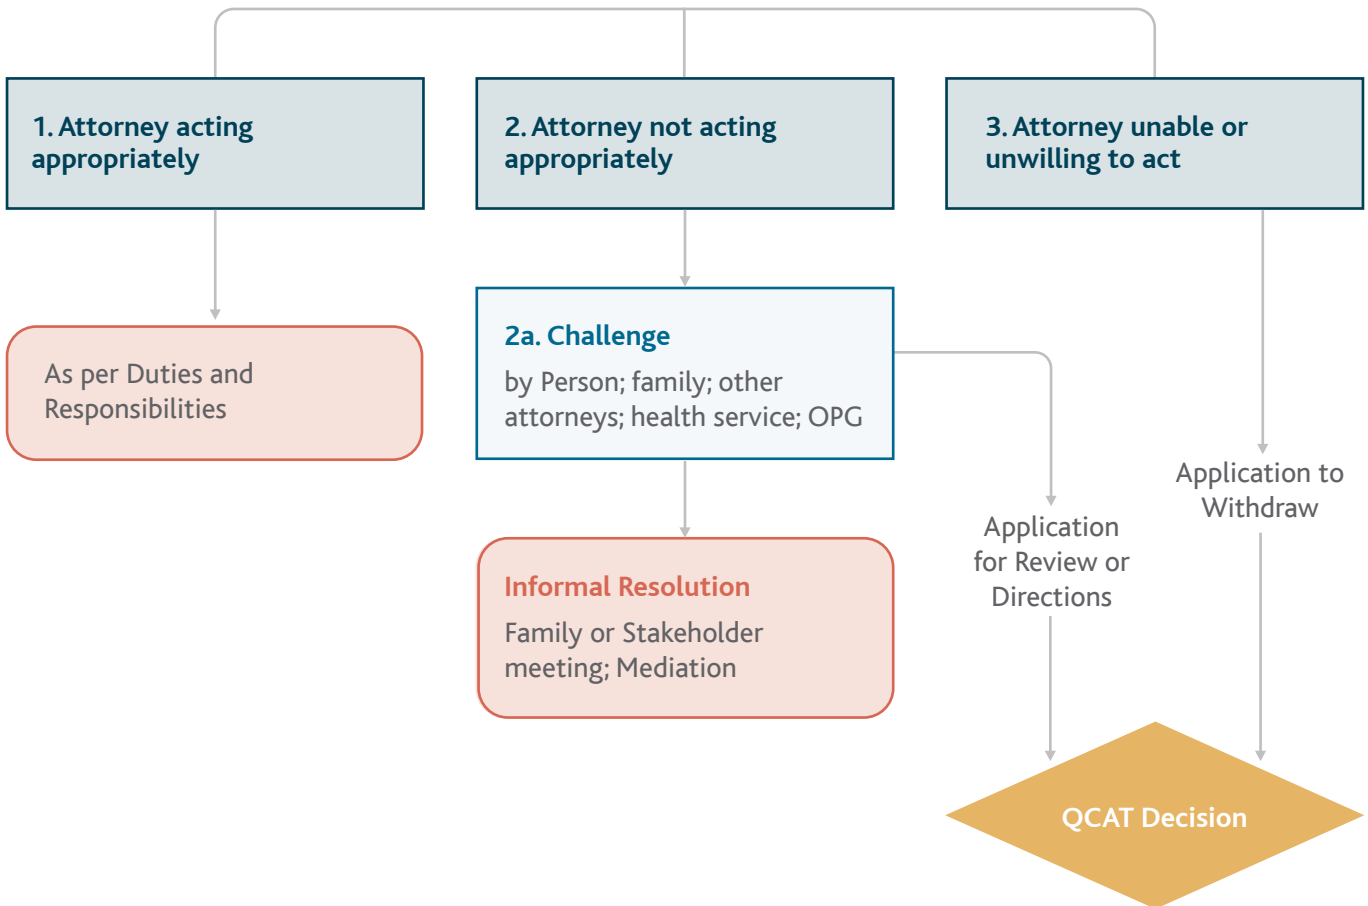 1. Attorney acting
appropriately
2. Attorney not acting
appropriately
3. Attorney unable or
unwilling to act
As per Duties and
Responsibilities
2a. Challenge
by Person; family; other
attorneys; health service; OPG
Informal Resolution
Family or Stakeholder
meeting; Mediation
Application
for Review or
Directions
Application to
Withdraw
QCAT Decision